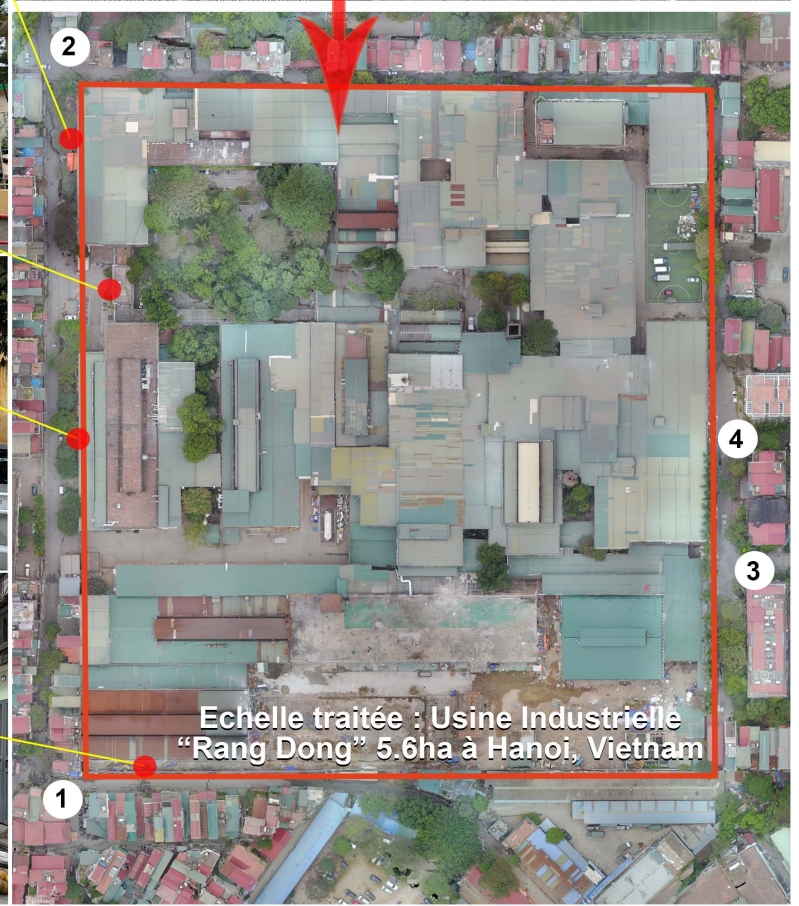 2
4
3
Echelle traitée : Usine Industrielle
“Rang Dong” 5.6ha à Hanoi, Vietnam
1